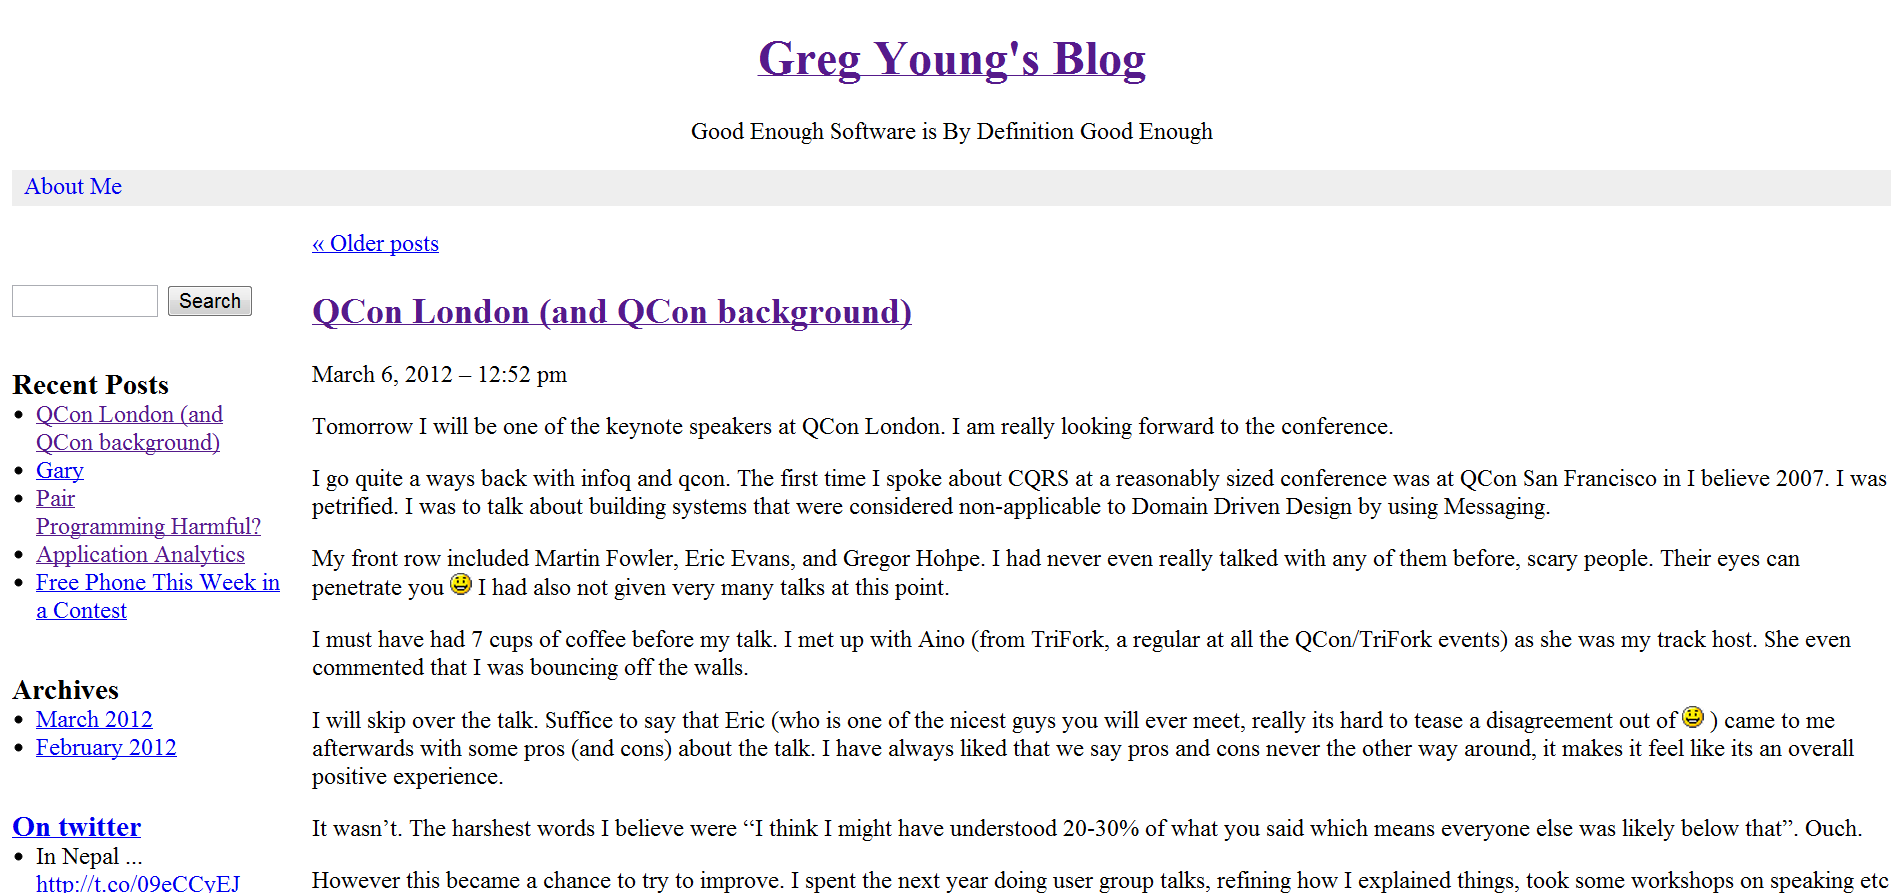 Greg Young's Blog
Good Enough Software is By Definition Good Enough
About Me
« Older posts
Search
Recent Posts
QCon London (and
QCon background)
Gary
Pair
Programming Harmful?
Application Analytics
Free Phone This Week in
a Contest
Archives
March 2012
February 2012
On twitter
In Nepal ...
http://t.co/09eCCyEJ
QCon London (and QCon background)
March 6, 2012 – 12:52 pm
Tomorrow I will be one of the keynote speakers at QCon London. I am really looking forward to the conference.
I go quite a ways back with infoq and qcon. The first time I spoke about CQRS at a reasonably sized conference was at QCon San Francisco in I believe 2007. I was
petrified. I was to talk about building systems that were considered non-applicable to Domain Driven Design by using Messaging.
My front row included Martin Fowler, Eric Evans, and Gregor Hohpe. I had never even really talked with any of them before, scary people. Their eyes can
penetrate you I had also not given very many talks at this point.
I must have had 7 cups of coffee before my talk. I met up with Aino (from TriFork, a regular at all the QCon/TriFork events) as she was my track host. She even
commented that I was bouncing off the walls.
I will skip over the talk. Suffice to say that Eric (who is one of the nicest guys you will ever meet, really its hard to tease a disagreement out of ) came to me
afterwards with some pros (and cons) about the talk. I have always liked that we say pros and cons never the other way around, it makes it feel like its an overall
positive experience.
It wasn’t. The harshest words I believe were “I think I might have understood 20-30% of what you said which means everyone else was likely below that”. Ouch.
However this became a chance to try to improve. I spent the next year doing user group talks, refining how I explained things, took some workshops on speaking etc